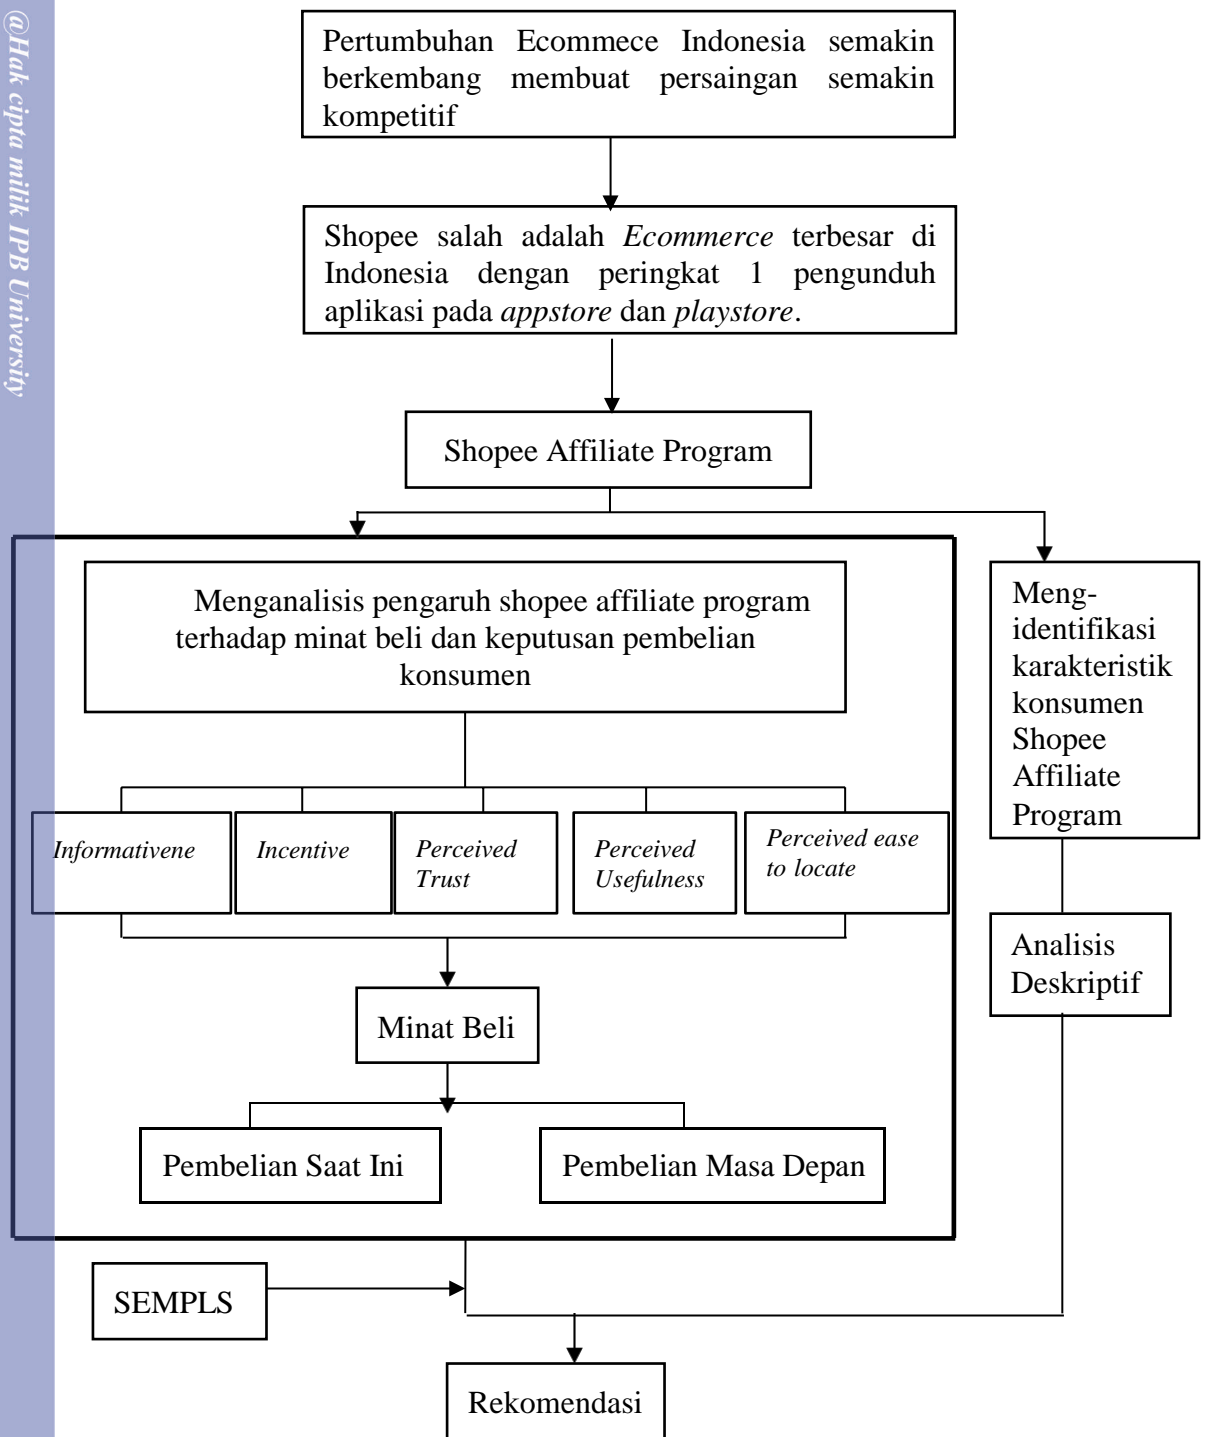 @Hak cipta milik IPB University
Pertumbuhan Ecommece Indonesia semakin
berkembang membuat persaingan semakin
kompetitif
Shopee salah adalah Ecommerce terbesar di
Indonesia dengan peringkat 1 pengunduh
aplikasi pada appstore dan playstore.
Shopee Affiliate Program
Menganalisis pengaruh shopee affiliate program
terhadap minat beli dan keputusan pembelian
konsumen
Meng-
identifikasi
karakteristik
konsumen
Shopee
Affiliate
Program
Informativene
Incentive
Perceived
Trust
Perceived
Usefulness
Perceived ease
to locate
Analisis
Deskriptif
Minat Beli
Pembelian Saat Ini
Pembelian Masa Depan
SEMPLS
Rekomendasi